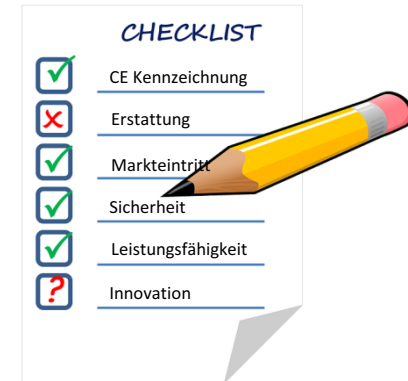 CHECKLIST
CE Kennzeichnung
Erstattung
Markteintritt
Sicherheit
Leistungsfähigkeit
? Innovation